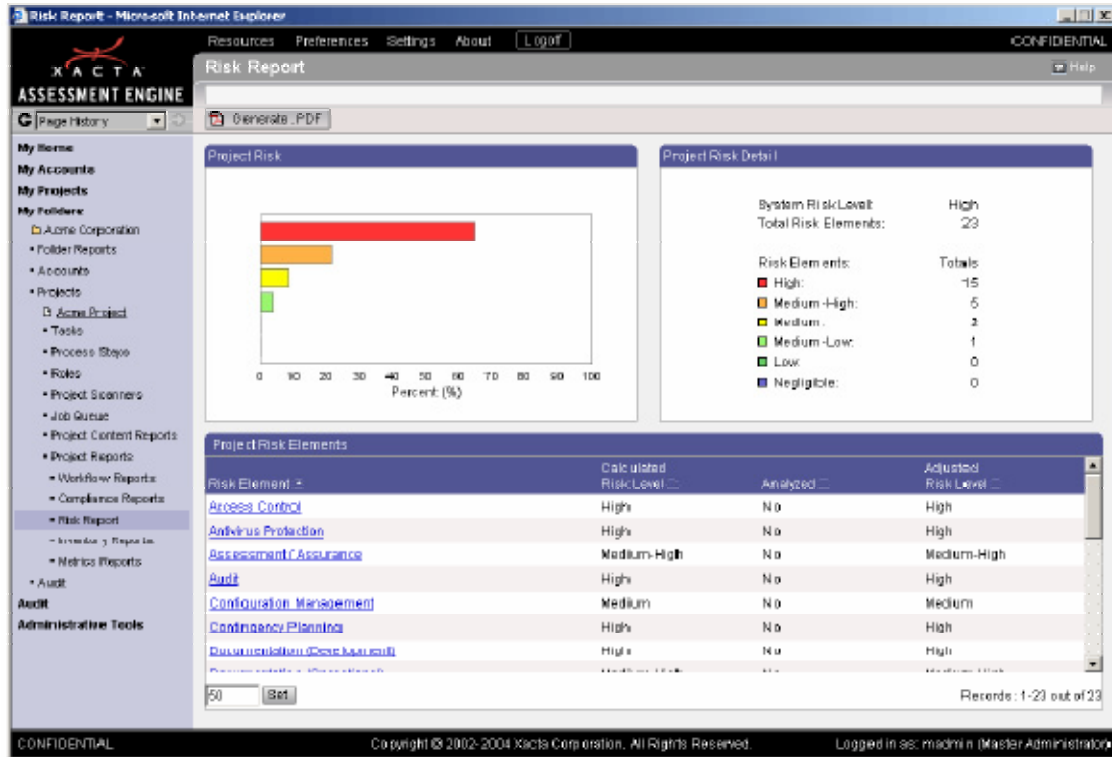 Risk Report - Microsoft Internet Explorer
Resources Preferences Settings About Logoff CONFIDENTIAL
XACTA
ASSESSMENT ENGINE
Risk Report
Help
Page History
Generate .PDF
My Home
My Accounts
My Projects
My Folders
Acme Corporation
Folder Reports
Accounts
Projects
Acme Project
Tasks
Process Steps
Roles
Project Scanners
Job Queue
Project Content Reports
Project Reports
Workflow Reports
Compliance Reports
Risk Report
Inventory Reports
Metrics Reports
Audit
Audit
Administrative Tools
Project Risk
0 10 20 30 40 50 60 70 80 90 100
Percent (%)
Project Risk Detail
System Risk Level: High
Total Risk Elements: 23
Risk Elements: Totals
High: 15
Medium-High: 5
Medium: 2
Medium-Low: 1
Low: 0
Negligible: 0
Project Risk Elements
Risk Element Calculated Risk Level Analyzed Adjusted Risk Level
Access Control High No High
Antivirus Protection High No High
Assessment / Assurance Medium-High No Medium-High
Audit High No High
Configuration Management Medium No Medium
Contingency Planning High No High
Documentation (Development) High No High
50 Set
Records: 1-23 out of 23
CONFIDENTIAL Copyright © 2002-2004 Xacta Corporation. All Rights Reserved. Logged in as: madmin (Master Administrator)